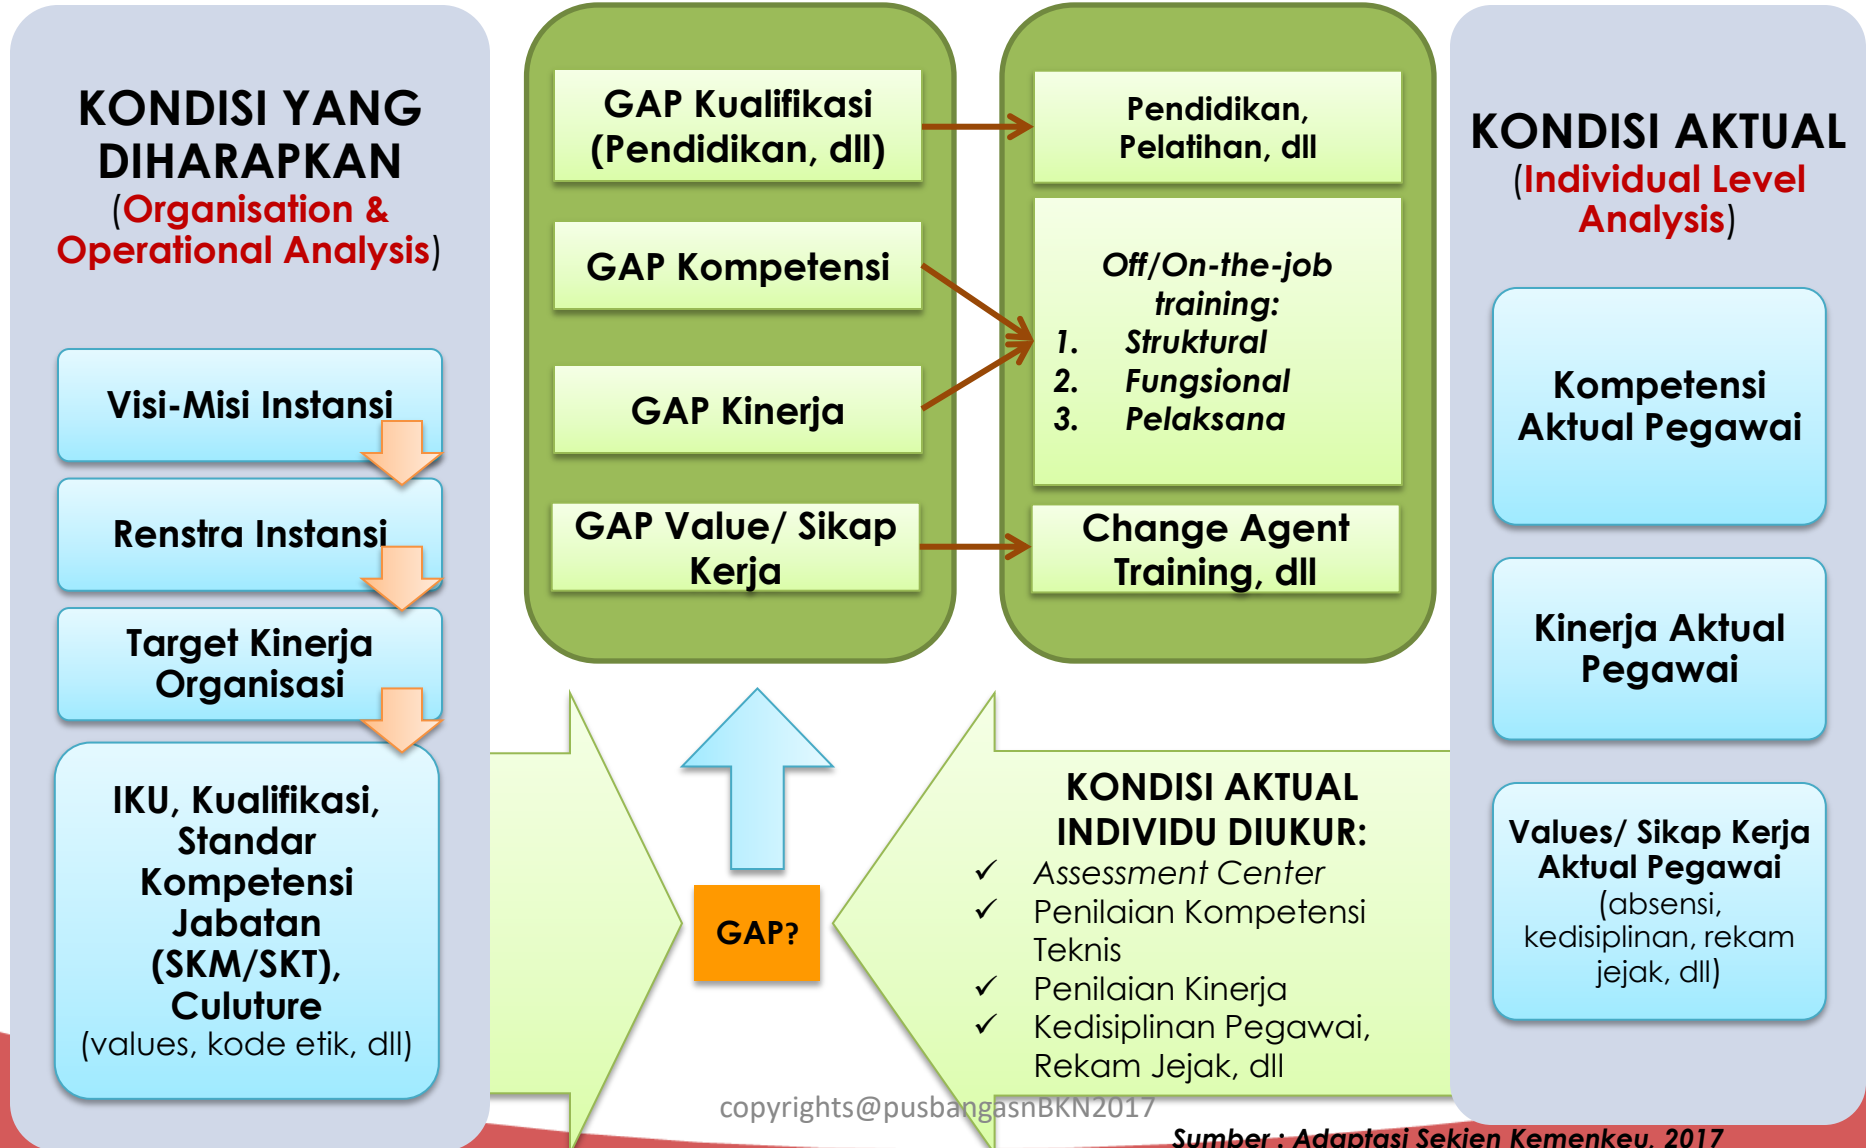 KONDISI YANG
DIHARAPKAN
(Organisation &
Operational Analysis)
Visi-Misi Instansi
Renstra Instansi
Target Kinerja
Organisasi
IKU, Kualifikasi,
Standar
Kompetensi
Jabatan
(SKM/SKT),
Culuture
(values, kode etik, dll)
GAP Kualifikasi
(Pendidikan, dll)
GAP Kompetensi
GAP Kinerja
GAP Value/ Sikap
Kerja
Pendidikan,
Pelatihan, dll
Off/On-the-job
training:
1. Struktural
2. Fungsional
3. Pelaksana
Change Agent
Training, dll
GAP?
KONDISI AKTUAL
INDIVIDU DIUKUR:
✓ Assessment Center
✓ Penilaian Kompetensi
Teknis
✓ Penilaian Kinerja
✓ Kedisiplinan Pegawai,
Rekam Jejak, dll
KONDISI AKTUAL
(Individual Level
Analysis)
Kompetensi
Aktual Pegawai
Kinerja Aktual
Pegawai
Values/ Sikap Kerja
Aktual Pegawai
(absensi,
kedisiplinan, rekam
jejak, dll)
copyrights@pusbangasnBKN2017
Sumber : Adaptasi Sekjen Kemenkeu, 2017